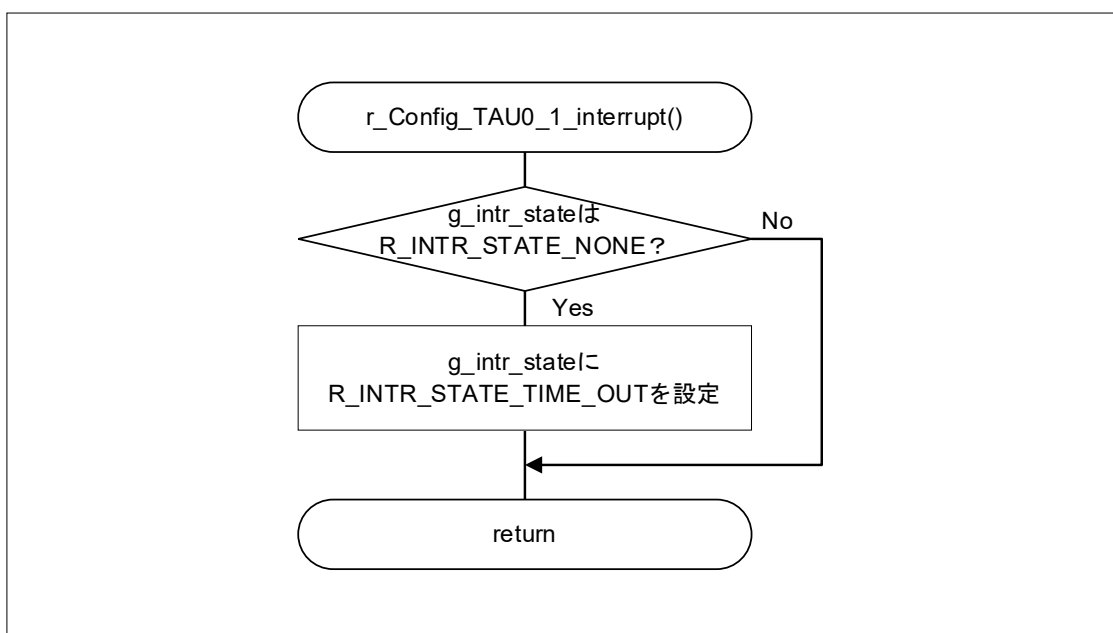 r_Config_TAU0_1_interrupt()
g_intr_stateは
R_INTR_STATE_NONE？
No
Yes
g_intr_stateに
R_INTR_STATE_TIME_OUTを設定
return